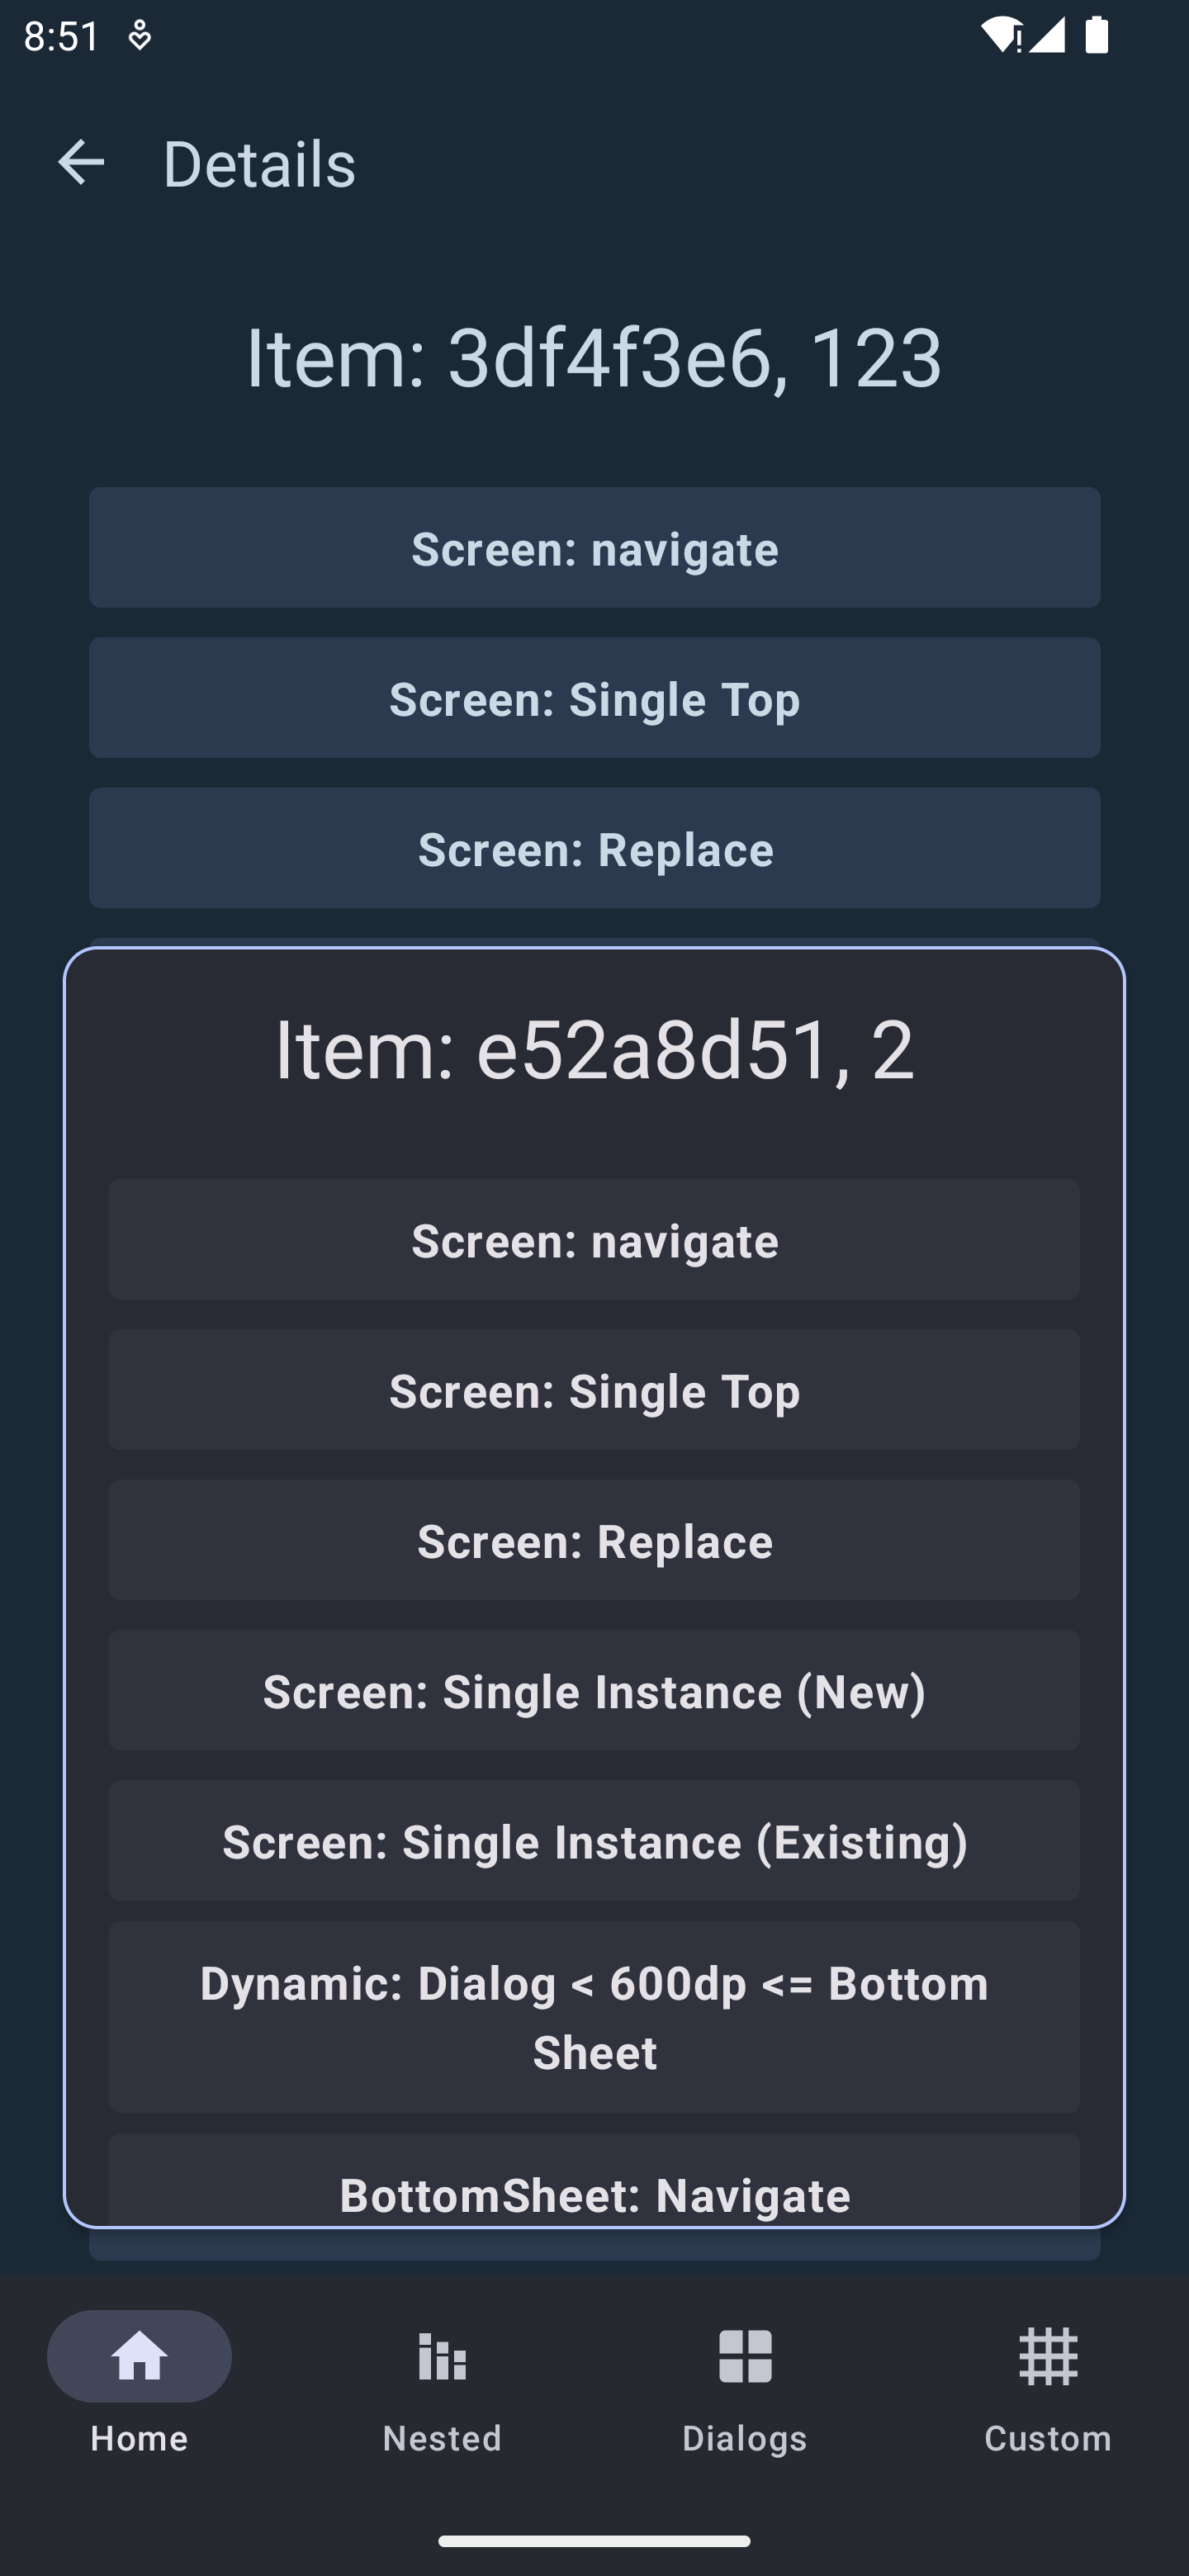 8:51
Details
Item: 3df4f3e6, 123
Screen: navigate
Screen: Single Top
Screen: Replace
Item: e52a8d51, 2
Screen: navigate
Screen: Single Top
Screen: Replace
Screen: Single Instance (New)
Screen: Single Instance (Existing)
Dynamic: Dialog < 600dp <= Bottom
Sheet
BottomSheet: Navigate
Home
Nested
Dialogs
Custom